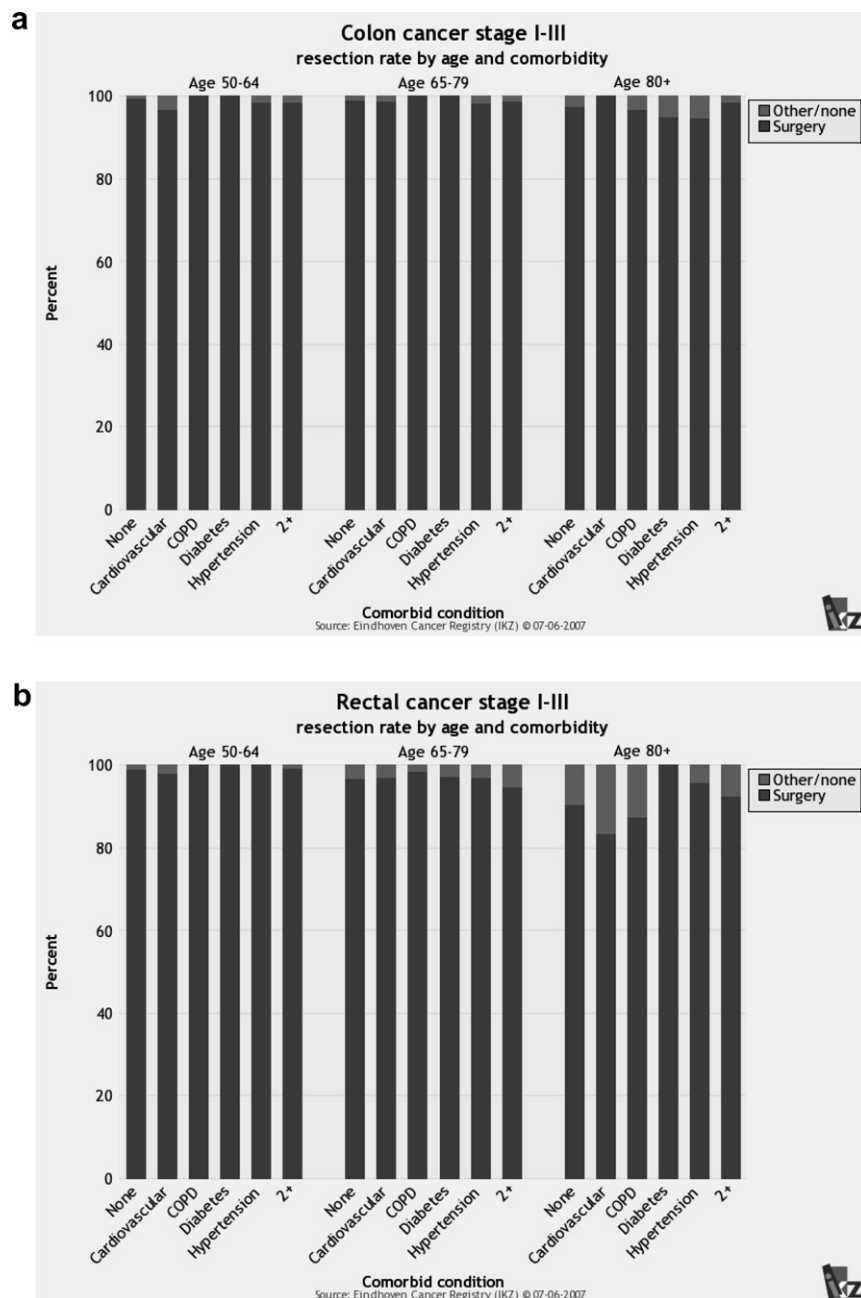 a
Colon cancer stage I-III
resection rate by age and comorbidity
Age 50-64 Age 65-79 Age 80+
Other/none
Surgery
100
80
60
40
20
0
Percent
None Cardiovascular COPD Diabetes Hypertension 2+ None Cardiovascular COPD Diabetes Hypertension 2+ None Cardiovascular COPD Diabetes Hypertension 2+
Comorbid condition
Source: Eindhoven Cancer Registry (IKZ) © 07-06-2007
ikz
b
Rectal cancer stage I-III
resection rate by age and comorbidity
Age 50-64 Age 65-79 Age 80+
Other/none
Surgery
100
80
60
40
20
0
Percent
None Cardiovascular COPD Diabetes Hypertension 2+ None Cardiovascular COPD Diabetes Hypertension 2+ None Cardiovascular COPD Diabetes Hypertension 2+
Comorbid condition
Source: Eindhoven Cancer Registry (IKZ) © 07-06-2007
ikz